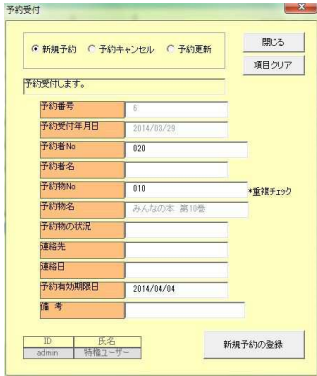 予約受付
新規予約 予約キャンセル 予約更新
閉じる
項目クリア
予約受付します。
予約番号 6
予約受付年月日 2014/03/29
予約者No 020
予約者名
予約物No 010 *重複チェック
予約物名 みんなの本 第10巻
予約物の状況
連絡先
連絡日
予約有効期限日 2014/04/04
備 考
ID 氏名
admin 特権ユーザー
新規予約の登録